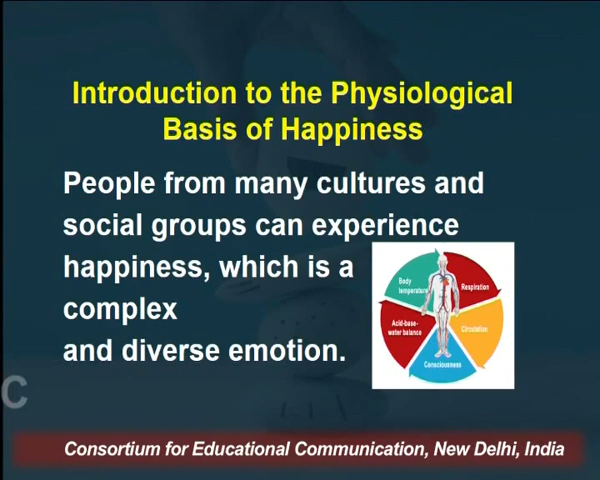 Introduction to the Physiological
Basis of Happiness
People from many cultures and
social groups can experience
happiness, which is a
complex
and diverse emotion.
Body
temperature
Respiration
Acid-base-
water balance
Circulation
Consciousness
C
Consortium for Educational Communication, New Delhi, India